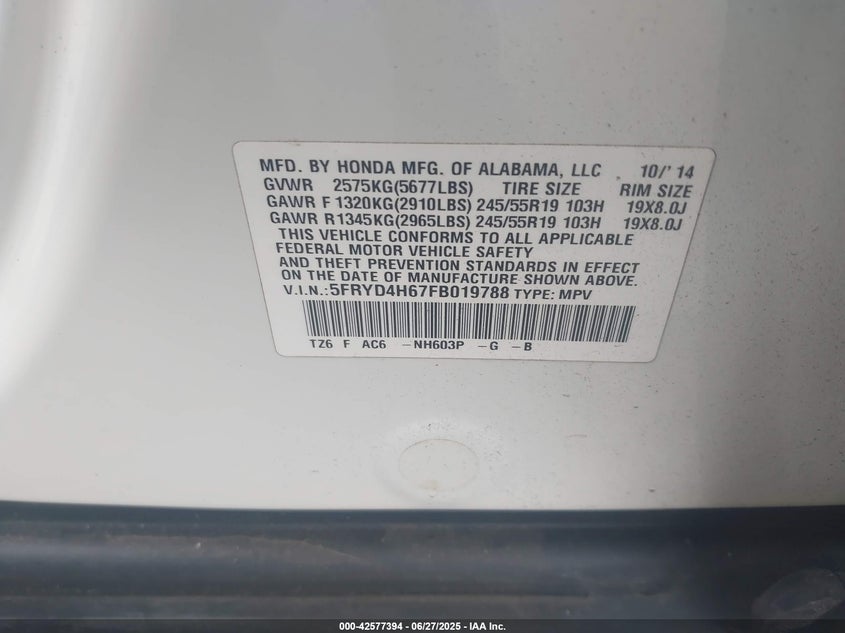 MFD. BY HONDA MFG. OF ALABAMA, LLC 10/'14
GVWR 2575KG(5677LBS) TIRE SIZE RIM SIZE
GAWR F 1320KG(2910LBS) 245/55R19 103H 19X8.0J
GAWR R1345KG(2965LBS) 245/55R19 103H 19X8.0J
THIS VEHICLE CONFORMS TO ALL APPLICABLE
FEDERAL MOTOR VEHICLE SAFETY
AND THEFT PREVENTION STANDARDS IN EFFECT
ON THE DATE OF MANUFACTURE SHOWN ABOVE.
V.I.N.:5FRYD4H67FB019788 TYPE: MPV
TZ6 F AC6 -NH603P -G -B
000-42577394 - 06/27/2025 - IAA Inc.